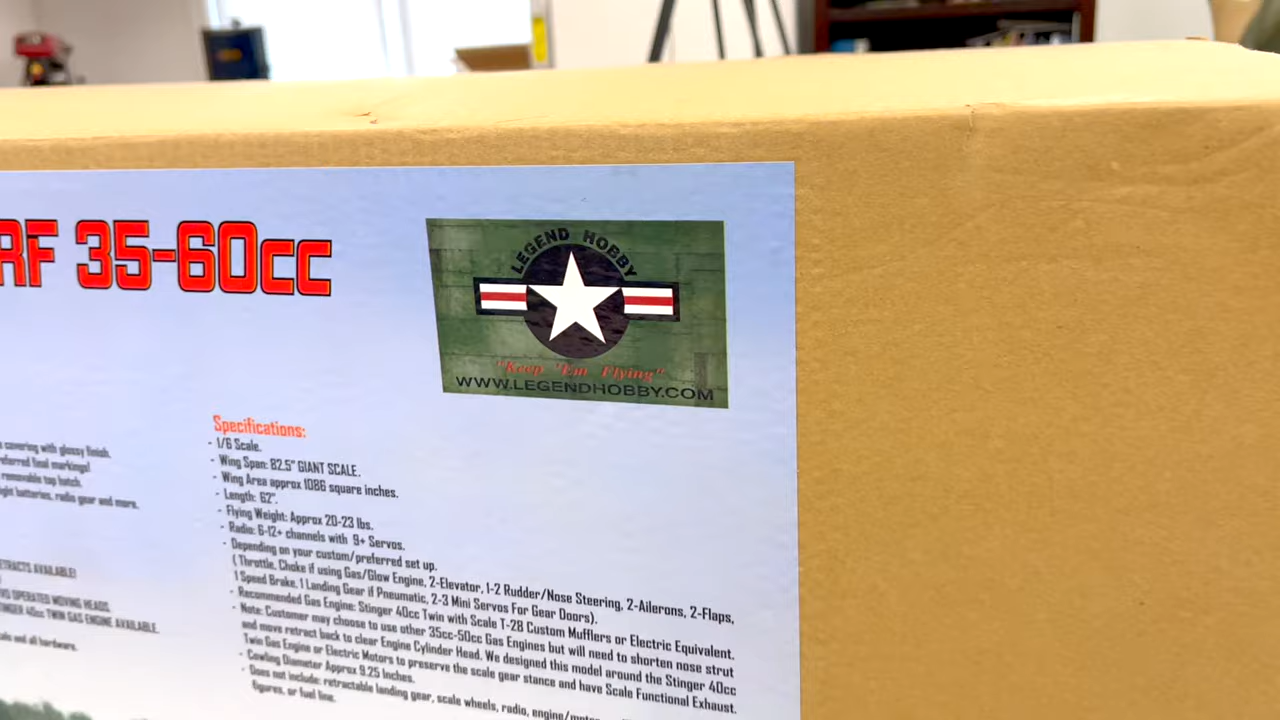 RF 35-60cc
LEGEND HOBBY
"Keep 'Em Flying"
WWW.LEGENDHOBBY.COM
covering with glossy finish.
preferred final markings!
removable top hatch.
batteries, radio gear and more.
RETRACTS AVAILABLE!
OPERATED MOVING HEADS.
STINGER 40cc TWIN GAS ENGINE AVAILABLE.
and all hardware.
Specifications:
- 1/6 Scale.
- Wing Span: 82.5" GIANT SCALE.
- Wing Area approx 1086 square inches.
- Length: 62".
- Flying Weight: Approx 20-23 lbs.
- Radio: 6-12+ channels with 9+ Servos.
- Depending on your custom/preferred set up.
( Throttle, Choke if using Gas/Glow Engine, 2-Elevator, 1-2 Rudder/Nose Steering, 2-Ailerons, 2-Flaps,
1 Speed Brake, 1 Landing Gear if Pneumatic, 2-3 Mini Servos For Gear Doors).
- Recommended Gas Engine: Stinger 40cc Twin with Scale T-28 Custom Mufflers or Electric Equivalent.
- Note: Customer may choose to use other 35cc-50cc Gas Engines but will need to shorten nose strut
and move retract back to clear Engine Cylinder Head. We designed this model around the Stinger 40cc
Twin Gas Engine or Electric Motors to preserve the scale gear stance and have Scale Functional Exhaust.
- Cowling Diameter Approx 9.25 Inches.
- Does not include: retractable landing gear, scale wheels, radio, engine/motor
figures, or fuel line.